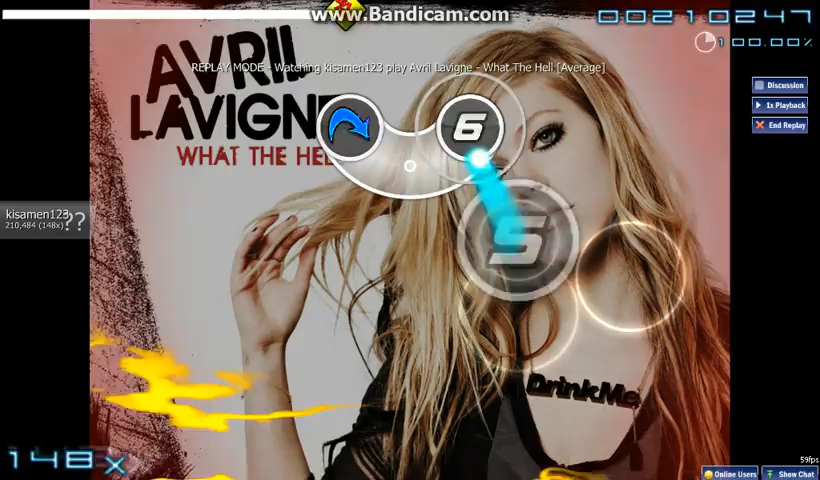 www.Bandicam.com
00210247
100.00%
AVRIL
REPLAY MODE - Watching kisamen123 play Avril Lavigne - What The Hell [Average]
LAVIGNE
WHAT THE HEL
Discussion
1x Playback
End Replay
6
5
kisamen123
210,484 (148x)
??
DrinkMe
148x
59fps
Online Users
Show Chat